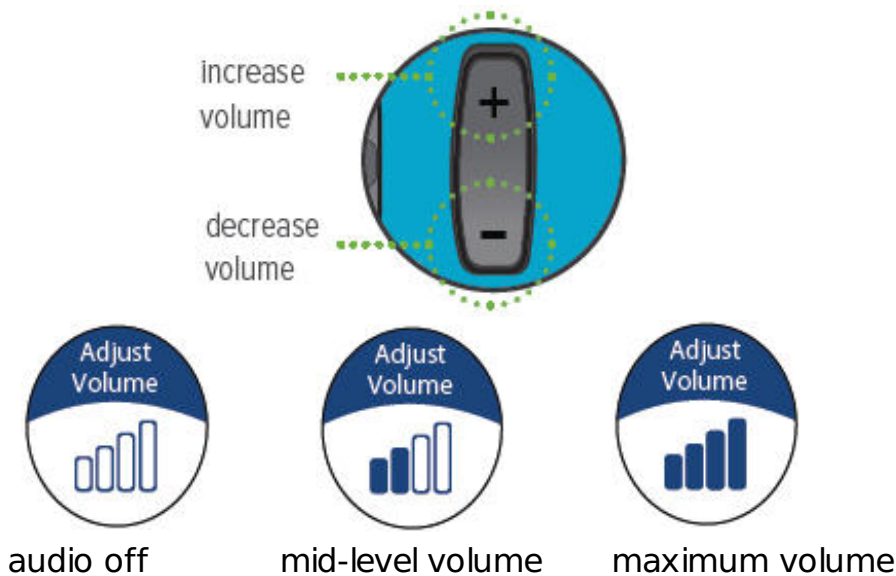 increase
volume
+
decrease
volume
-
Adjust
Volume
Adjust
Volume
Adjust
Volume
audio off
mid-level volume
maximum volume